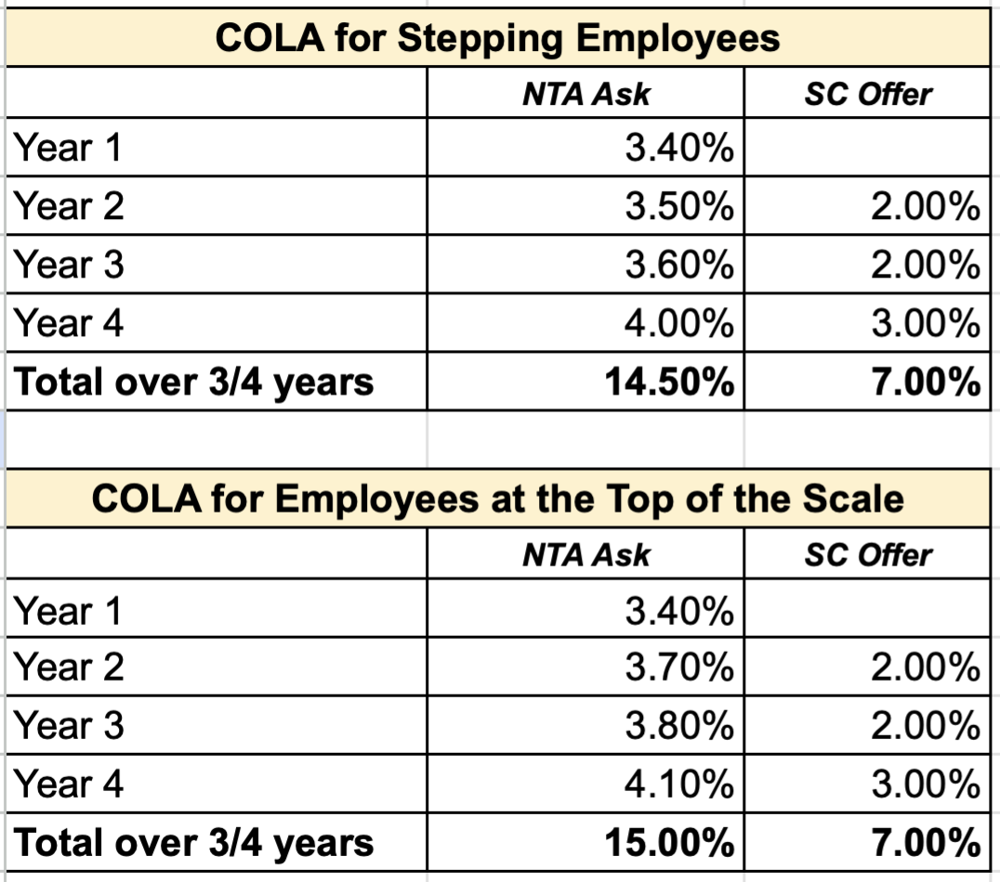 COLA for Stepping Employees
NTA Ask SC Offer
Year 1 3.40%
Year 2 3.50% 2.00%
Year 3 3.60% 2.00%
Year 4 4.00% 3.00%
Total over 3/4 years 14.50% 7.00%
COLA for Employees at the Top of the Scale
NTA Ask SC Offer
Year 1 3.40%
Year 2 3.70% 2.00%
Year 3 3.80% 2.00%
Year 4 4.10% 3.00%
Total over 3/4 years 15.00% 7.00%